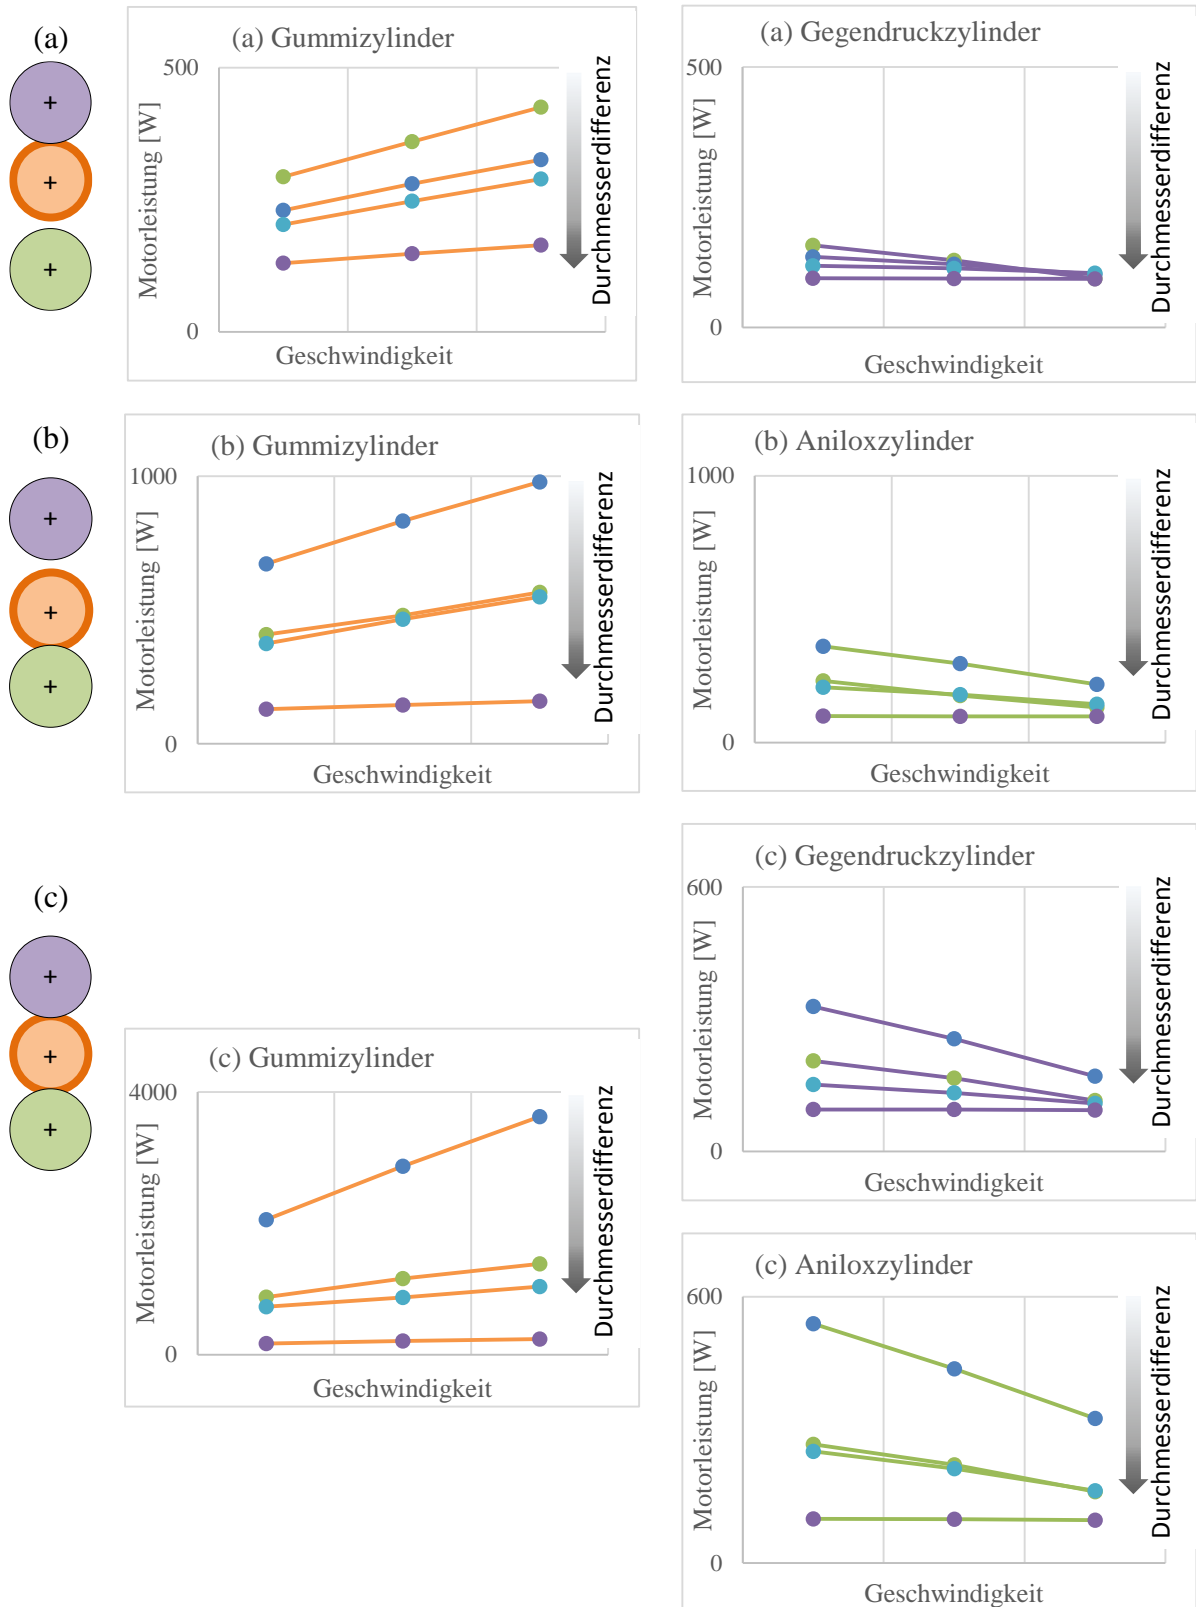 (a)
+
+
+
(a) Gummizylinder
500
0
Motorleistung [W]
Geschwindigkeit
Durchmesserdifferenz
(a) Gegendruckzylinder
500
0
Motorleistung [W]
Geschwindigkeit
Durchmesserdifferenz
(b)
+
+
+
(b) Gummizylinder
1000
0
Motorleistung [W]
Geschwindigkeit
Durchmesserdifferenz
(b) Aniloxzylinder
1000
0
Motorleistung [W]
Geschwindigkeit
Durchmesserdifferenz
(c)
+
+
+
(c) Gegendruckzylinder
600
0
Motorleistung [W]
Geschwindigkeit
Durchmesserdifferenz
(c) Gummizylinder
4000
0
Motorleistung [W]
Geschwindigkeit
Durchmesserdifferenz
(c) Aniloxzylinder
600
0
Motorleistung [W]
Geschwindigkeit
Durchmesserdifferenz